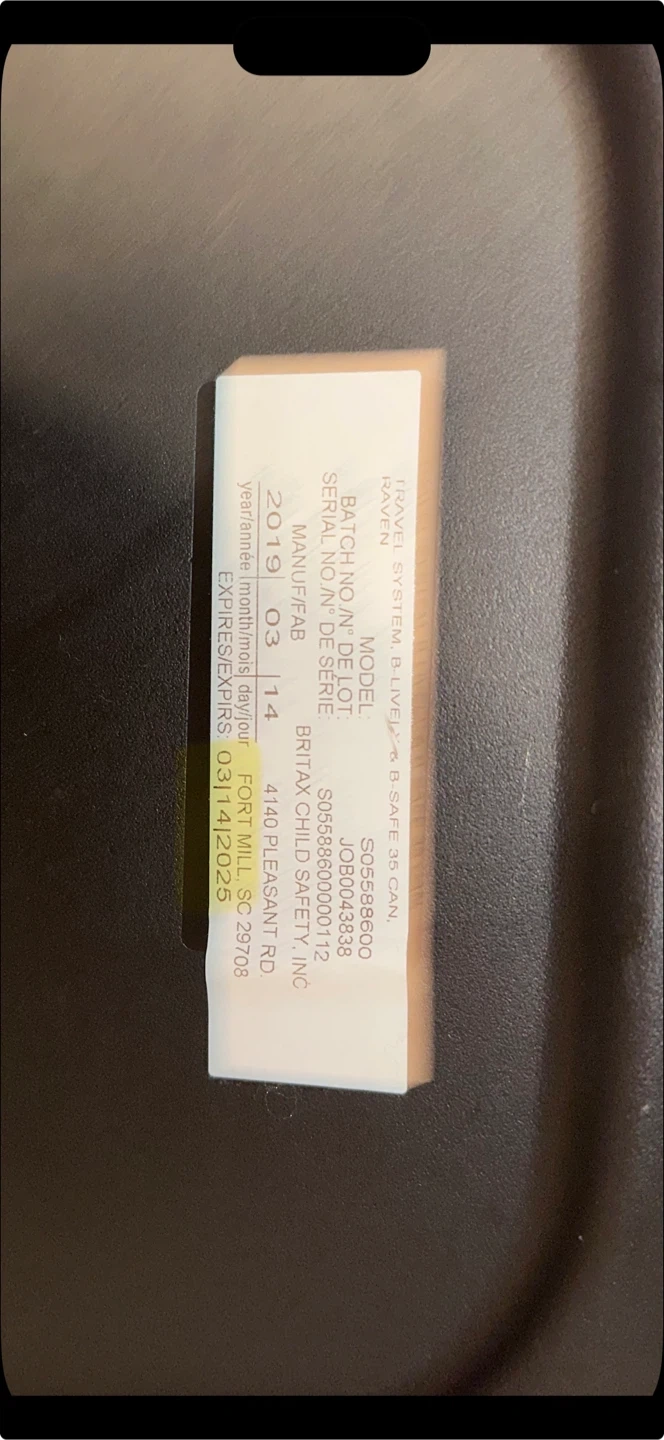 TRAVEL SYSTEM, B-LIVELY & B-SAFE 35 CAN,
RAVEN
MODEL: S05588600
BATCH NO./N° DE LOT: JOB0043838
SERIAL NO./N° DE SÉRIE: S05588600000112
MANUF/FAB BRITAX CHILD SAFETY, INC
2019| 03 |14 4140 PLEASANT RD.
year/année |month/mois| day/jour FORT MILL, SC 29708
EXPIRES/EXPIRS: 03|14|2025